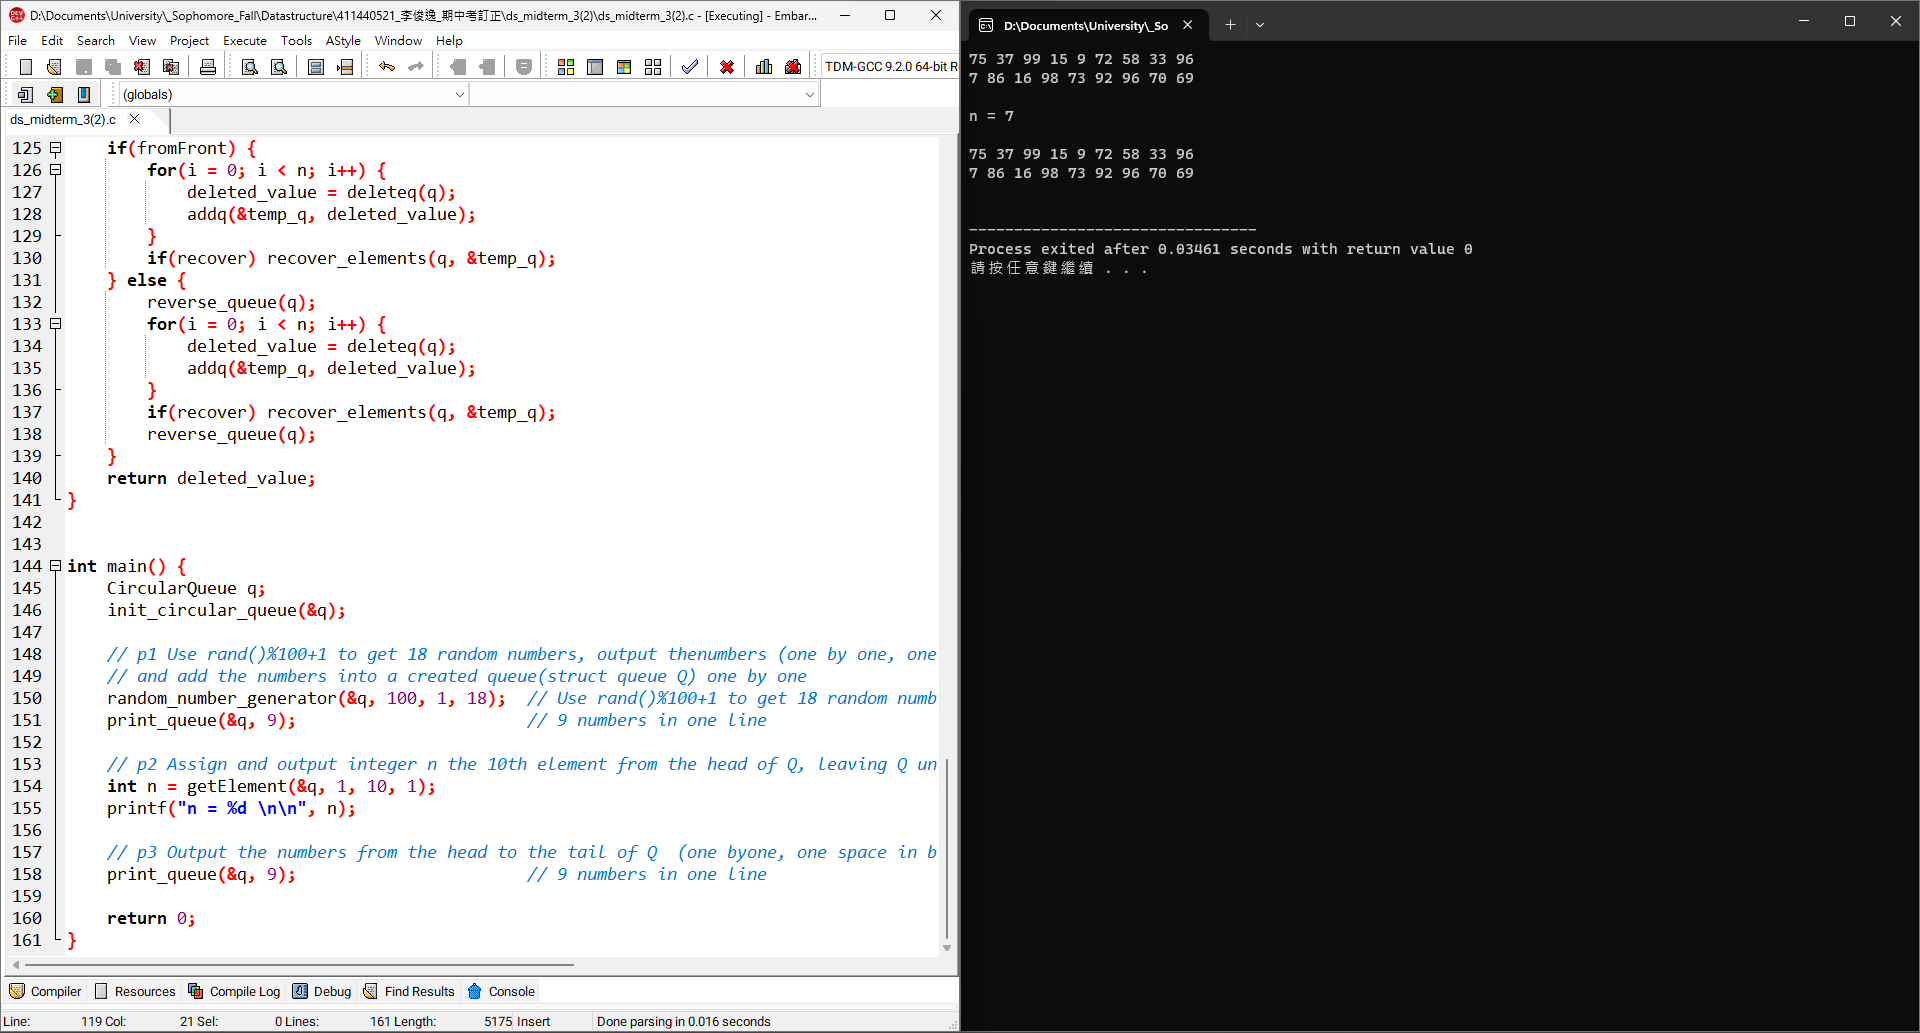 D:\Documents\University\_Sophomore_Fall\Datastructure\411440521_李俊逸_期中考訂正\ds_midterm_3(2)\ds_midterm_3(2).c - [Executing] - Embar...
File Edit Search View Project Execute Tools AStyle Window Help
TDM-GCC 9.2.0 64-bit R
(globals)
ds_midterm_3(2).c
125 if(fromFront) {
126 for(i = 0; i < n; i++) {
127 deleted_value = deleteq(q);
128 addq(&temp_q, deleted_value);
129 }
130 if(recover) recover_elements(q, &temp_q);
131 } else {
132 reverse_queue(q);
133 for(i = 0; i < n; i++) {
134 deleted_value = deleteq(q);
135 addq(&temp_q, deleted_value);
136 }
137 if(recover) recover_elements(q, &temp_q);
138 reverse_queue(q);
139 }
140 return deleted_value;
141 }
142
143
144 int main() {
145 CircularQueue q;
146 init_circular_queue(&q);
147
148 // p1 Use rand()%100+1 to get 18 random numbers, output thenumbers (one by one, one
149 // and add the numbers into a created queue(struct queue Q) one by one
150 random_number_generator(&q, 100, 1, 18); // Use rand()%100+1 to get 18 random numb
151 print_queue(&q, 9); // 9 numbers in one line
152
153 // p2 Assign and output integer n the 10th element from the head of Q, leaving Q un
154 int n = getElement(&q, 1, 10, 1);
155 printf("n = %d \n\n", n);
156
157 // p3 Output the numbers from the head to the tail of Q (one byone, one space in b
158 print_queue(&q, 9); // 9 numbers in one line
159
160 return 0;
161 }
Compiler Resources Compile Log Debug Find Results Console
Line: 119 Col: 21 Sel: 0 Lines: 161 Length: 5175 Insert Done parsing in 0.016 seconds
D:\Documents\University\_So
75 37 99 15 9 72 58 33 96
7 86 16 98 73 92 96 70 69
n = 7
75 37 99 15 9 72 58 33 96
7 86 16 98 73 92 96 70 69
--------------------------------
Process exited after 0.03461 seconds with return value 0
請按任意鍵繼續 . . .